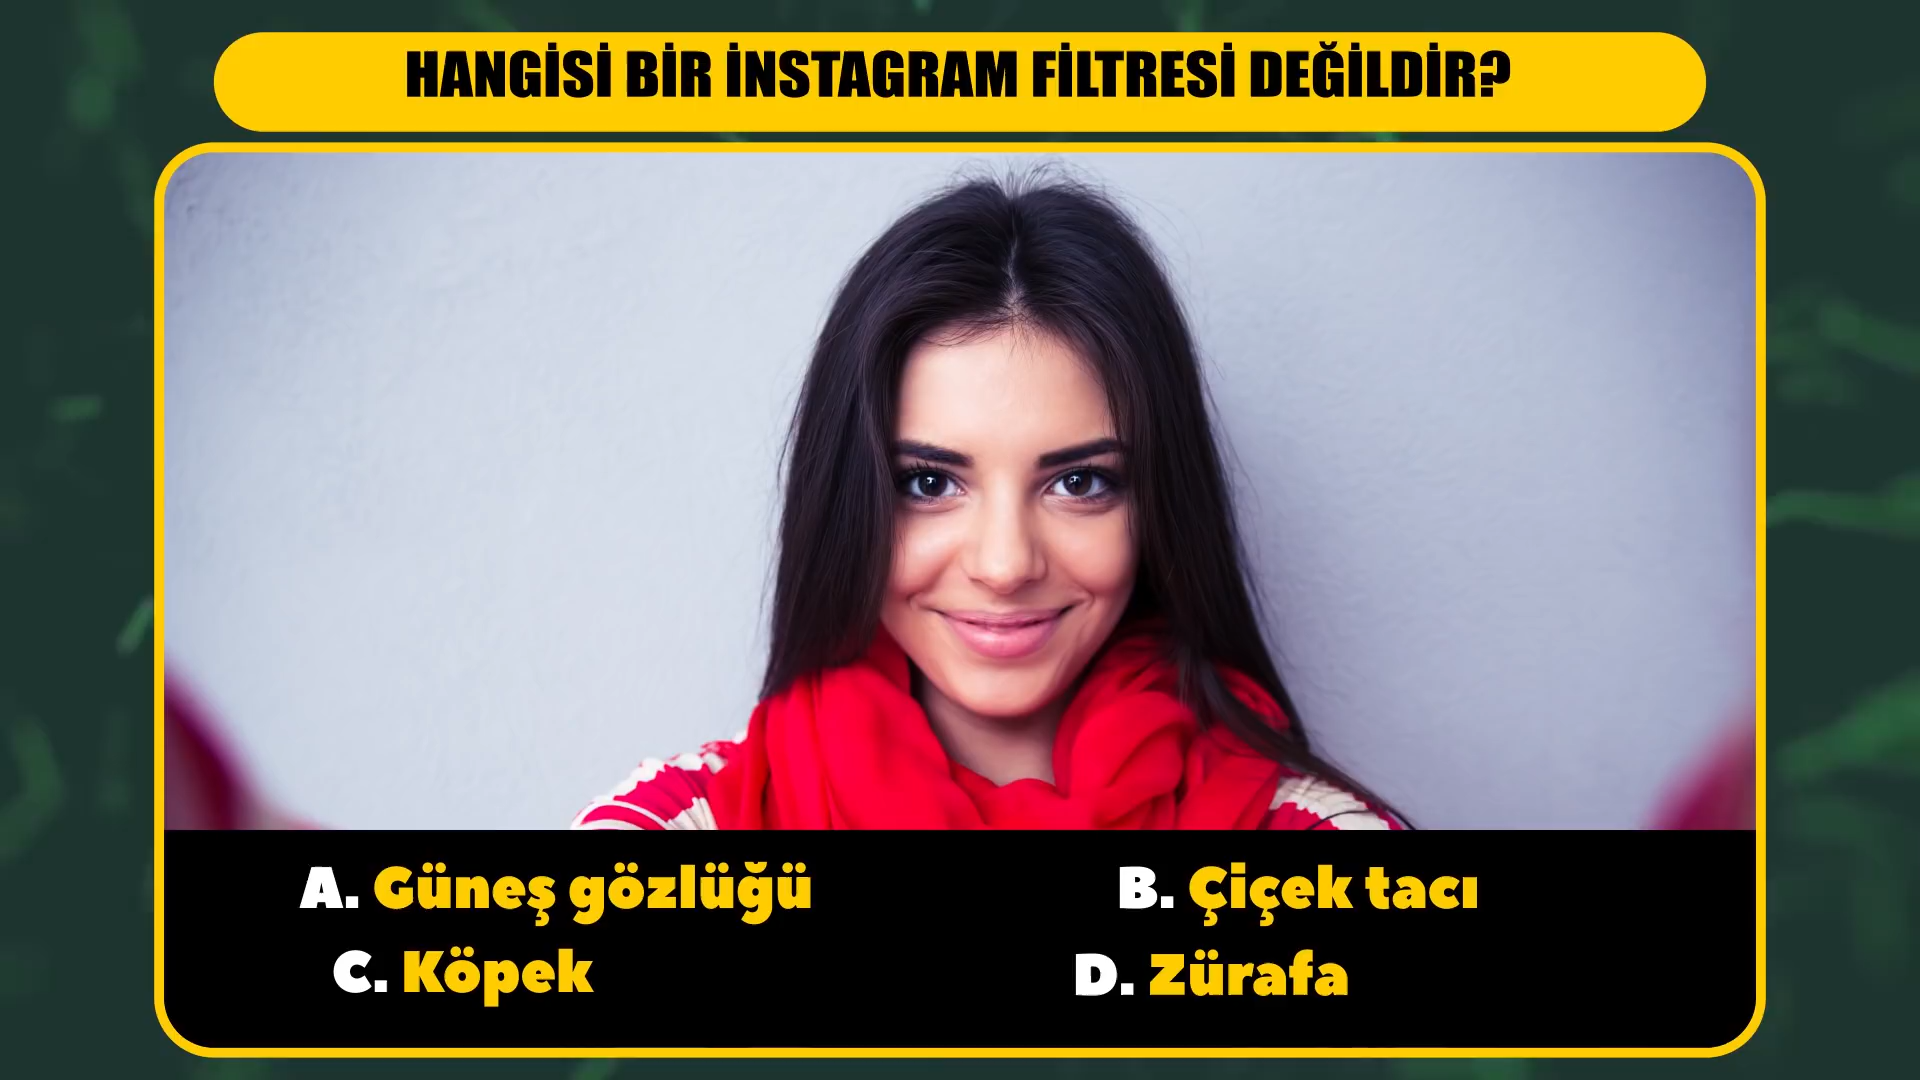 HANGİSİ BİR İNSTAGRAM FİLTRESİ DEĞİLDİR?
A. Güneş gözlüğü
B. Çiçek tacı
C. Köpek
D. Zürafa